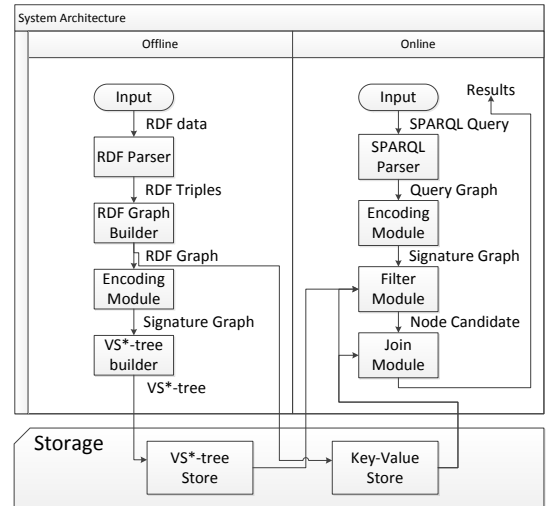 System Architecture
Offline
Online
Input
RDF data
RDF Parser
RDF Triples
RDF Graph
Builder
RDF Graph
Encoding
Module
Signature Graph
VS*-tree
builder
VS*-tree
Results
Input
SPARQL Query
SPARQL
Parser
Query Graph
Encoding
Module
Signature Graph
Filter
Module
Node Candidate
Join
Module
Storage
VS*-tree
Store
Key-Value
Store